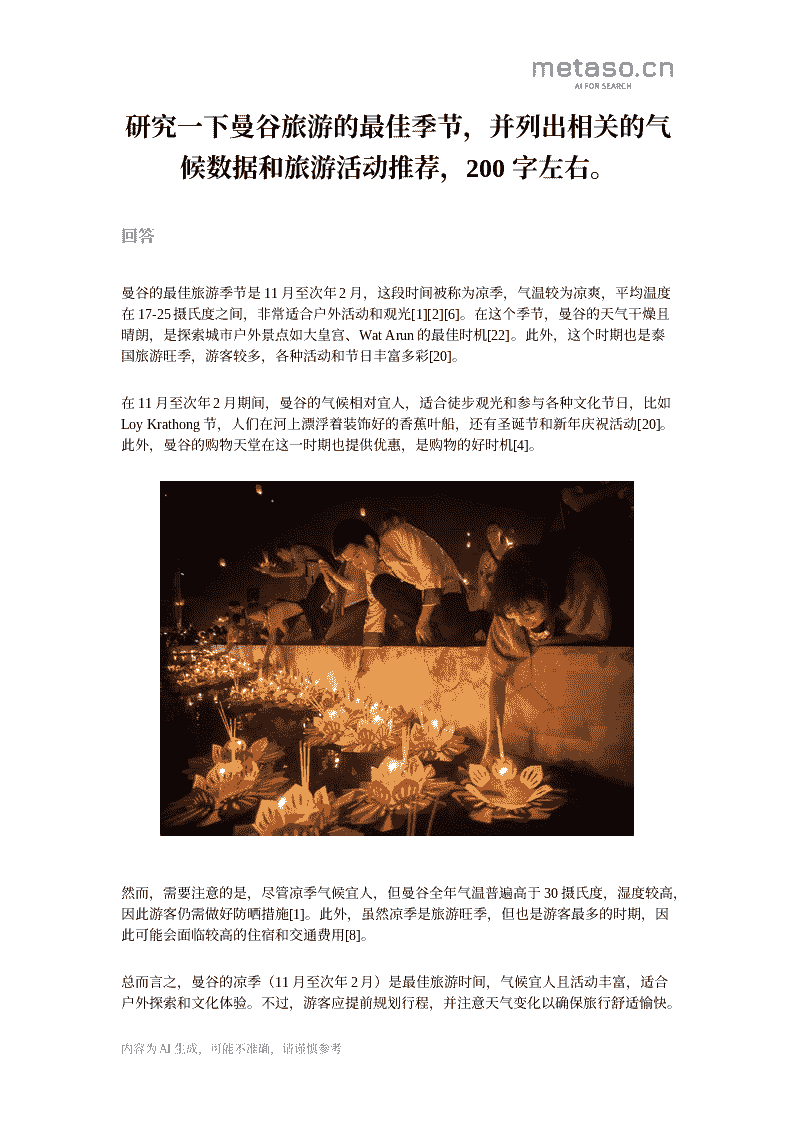 metaso.cn
AI FOR SEARCH
研究一下曼谷旅游的最佳季节，并列出相关的气
候数据和旅游活动推荐，200 字左右。
回答
曼谷的最佳旅游季节是 11 月至次年 2 月，这段时间被称为凉季，气温较为凉爽，平均温度
在 17-25 摄氏度之间，非常适合户外活动和观光[1][2][6]。在这个季节，曼谷的天气干燥且
晴朗，是探索城市户外景点如大皇宫、Wat Arun 的最佳时机[22]。此外，这个时期也是泰
国旅游旺季，游客较多，各种活动和节日丰富多彩[20]。
在 11 月至次年 2 月期间，曼谷的气候相对宜人，适合徒步观光和参与各种文化节日，比如
Loy Krathong 节，人们在河上漂浮着装饰好的香蕉叶船，还有圣诞节和新年庆祝活动[20]。
此外，曼谷的购物天堂在这一时期也提供优惠，是购物的好时机[4]。
然而，需要注意的是，尽管凉季气候宜人，但曼谷全年气温普遍高于 30 摄氏度，湿度较高，
因此游客仍需做好防晒措施[1]。此外，虽然凉季是旅游旺季，但也是游客最多的时期，因
此可能会面临较高的住宿和交通费用[8]。
总而言之，曼谷的凉季（11 月至次年 2 月）是最佳旅游时间，气候宜人且活动丰富，适合
户外探索和文化体验。不过，游客应提前规划行程，并注意天气变化以确保旅行舒适愉快。
内容为 AI 生成，可能不准确，请谨慎参考